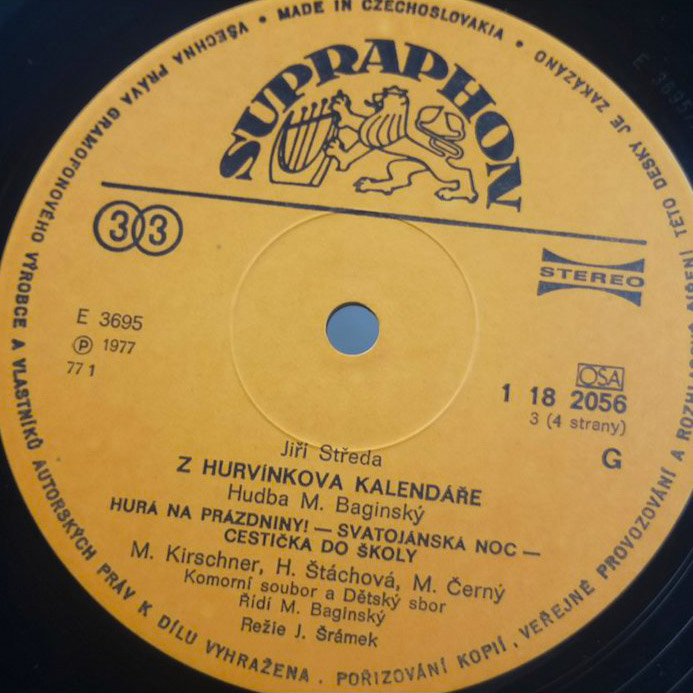 VŠECHNA PRÁVA GRAMOFONOVÉHO VÝROBCE A VLASTNÍKŮ AUTORSKÝCH PRÁV K DÍLU VYHRAŽENA . POŘIZOVÁNÍ KOPIÍ , VEŘEJNÉ PROVOZOVÁNÍ A TÉTO DESKY JE ZAKÁZÁNO
• MADE IN CZECHOSLOVAKIA •
SUPRAPHON
33
STEREO
E 3695
Ⓟ 1977
77 1
OSA
1 18 2056
3 (4 strany)
G
Jiří Středa
Z HURVÍNKOVA KALENDÁŘE
Hudba M. Baginský
HURÁ NA PRÁZDNINY! — SVATOJÁNSKÁ NOC —
CESTIČKA DO ŠKOLY
M. Kirschner, H. Štáchová, M. Černý
Komorní soubor a Dětský sbor
Řídí M. Baginský
Režie J. Šrámek